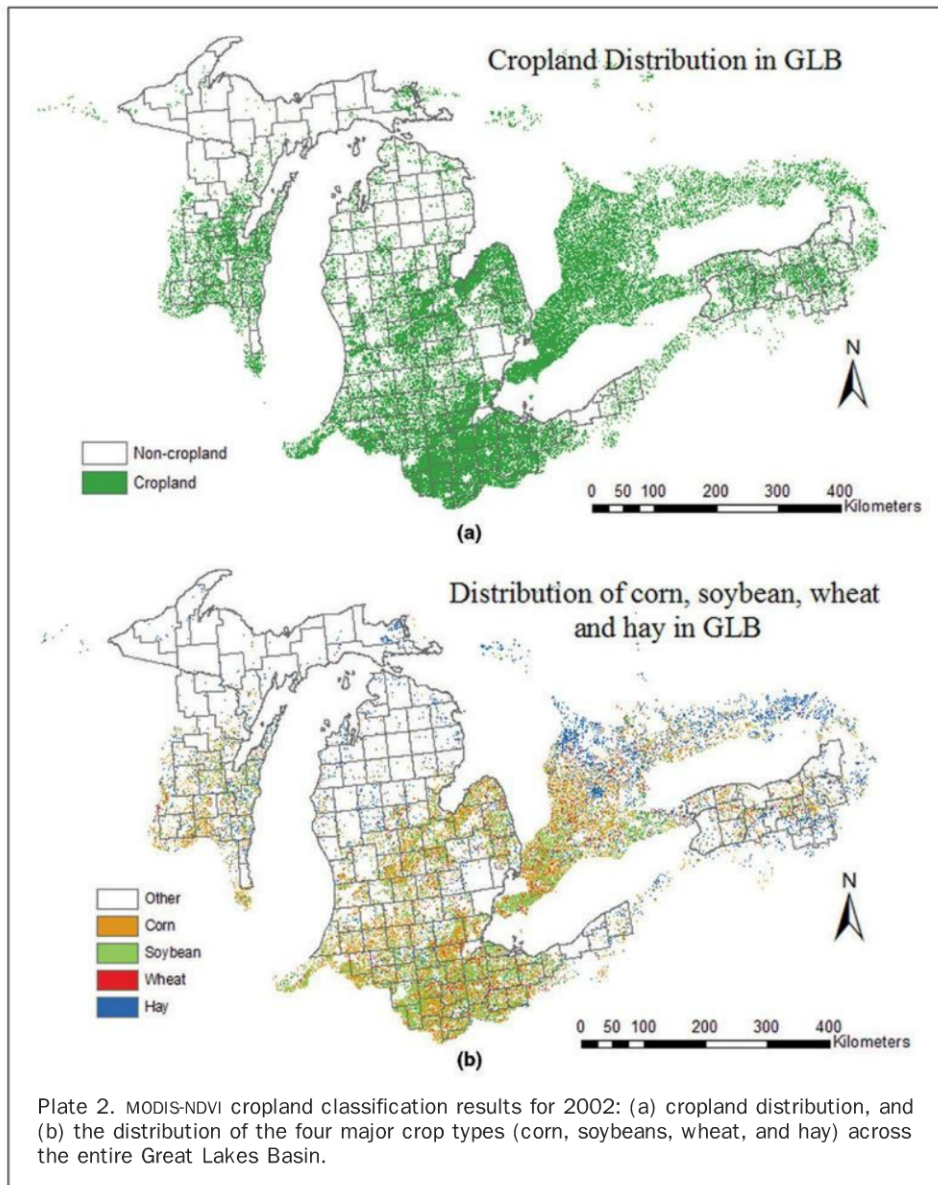 Cropland Distribution in GLB
N
Non-cropland
Cropland
0 50 100 200 300 400
Kilometers
(a)
Distribution of corn, soybean, wheat
and hay in GLB
N
Other
Corn
Soybean
Wheat
Hay
0 50 100 200 300 400
Kilometers
(b)
Plate 2. MODIS-NDVI cropland classification results for 2002: (a) cropland distribution, and
(b) the distribution of the four major crop types (corn, soybeans, wheat, and hay) across
the entire Great Lakes Basin.